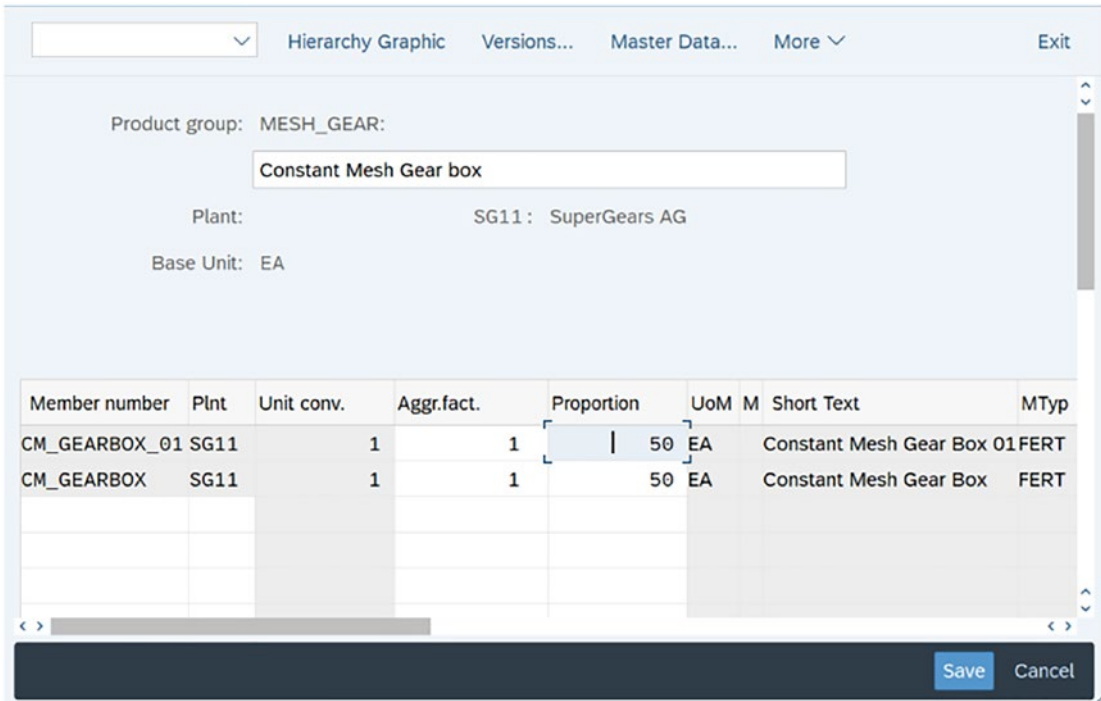 Hierarchy Graphic Versions... Master Data... More Exit
Product group: MESH_GEAR:
Constant Mesh Gear box
Plant: SG11: SuperGears AG
Base Unit: EA
Member number Plnt Unit conv. Aggr.fact. Proportion UoM M Short Text MTyp
CM_GEARBOX_01 SG11 1 1 50 EA Constant Mesh Gear Box 01 FERT
CM_GEARBOX SG11 1 1 50 EA Constant Mesh Gear Box FERT
Save Cancel